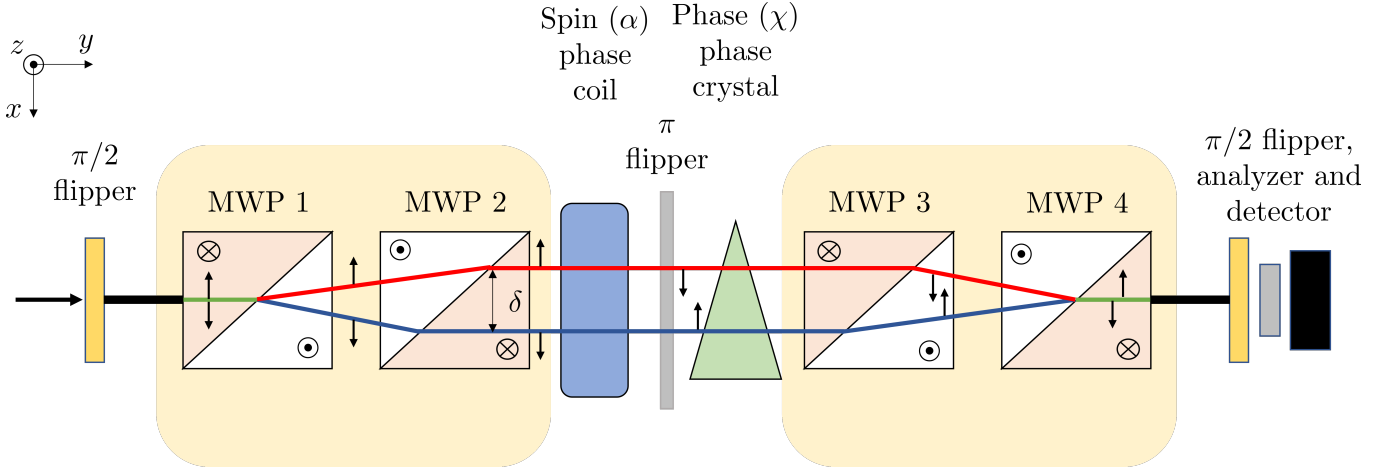 z
y
x
π/2
flipper
MWP 1
MWP 2
δ
Spin (α)
phase
coil
π
flipper
Phase (χ)
phase
crystal
MWP 3
MWP 4
π/2 flipper,
analyzer and
detector